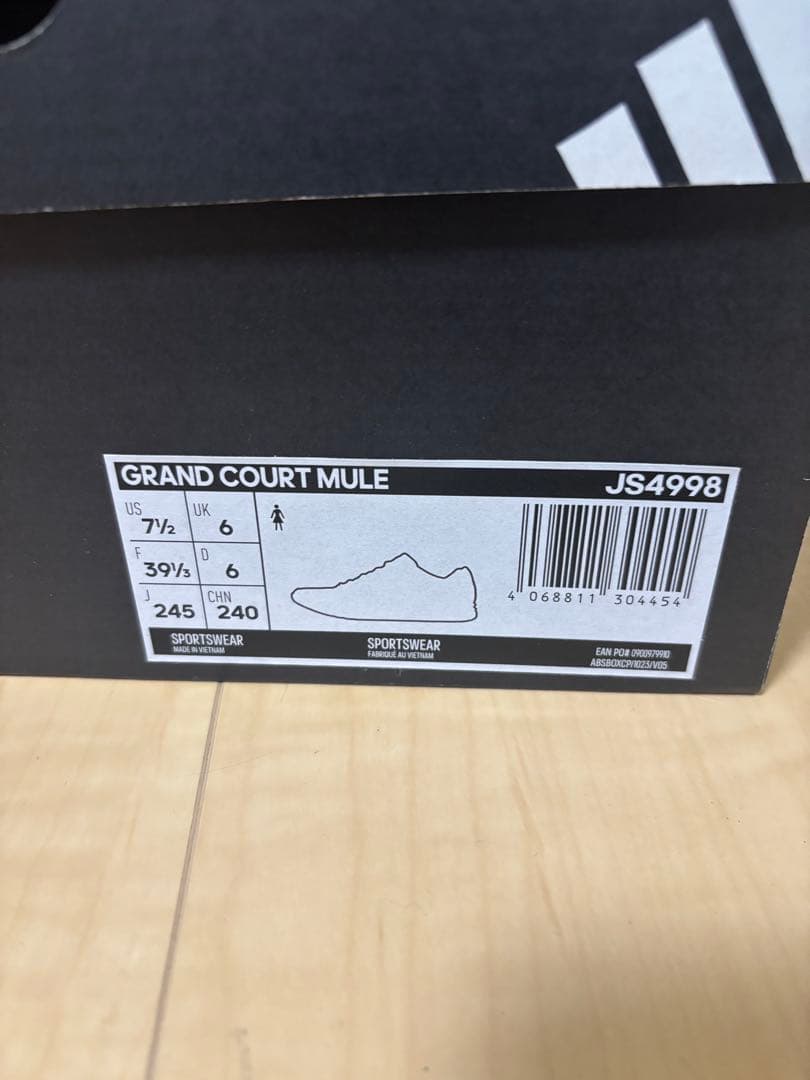 GRAND COURT MULE JS4998
US 7½ UK 6
F 39⅓ D 6
J 245 CHN 240
4 068811 304454
SPORTSWEAR
MADE IN VIETNAM
SPORTSWEAR
FABRIQUÉ AU VIETNAM
EAN PO# 0900979910
ABSBOXCP/1023/V05